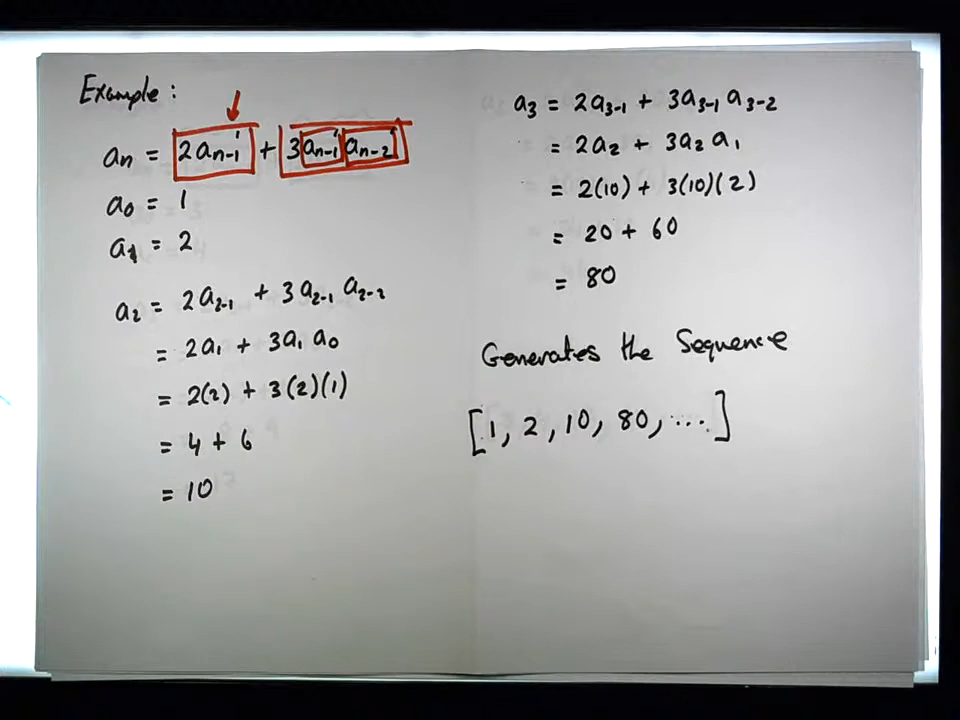 Example:
aₙ = 2aₙ₋₁ + 3aₙ₋₁aₙ₋₂
a₀ = 1
a₁ = 2
a₂ = 2a₂₋₁ + 3a₂₋₁ a₂₋₂
= 2a₁ + 3a₁ a₀
= 2(2) + 3(2)(1)
= 4 + 6
= 10
a₃ = 2a₃₋₁ + 3a₃₋₁ a₃₋₂
= 2a₂ + 3a₂ a₁
= 2(10) + 3(10)(2)
= 20 + 60
= 80
Generates the Sequence
[1, 2, 10, 80, ...]